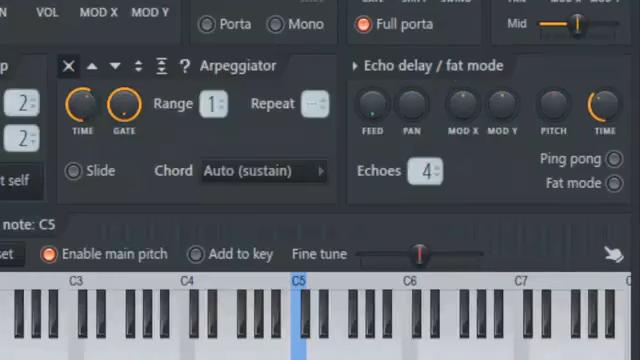 VOL MOD X MOD Y
Porta Mono
Full porta
Mid
Arpeggiator
Echo delay / fat mode
2
2
TIME GATE
Range 1 Repeat --
FEED PAN MOD X MOD Y PITCH TIME
Slide
Chord Auto (sustain)
Echoes 4
Ping pong
Fat mode
t self
note: C5
set
Enable main pitch Add to key Fine tune
C3 C4 C5 C6 C7